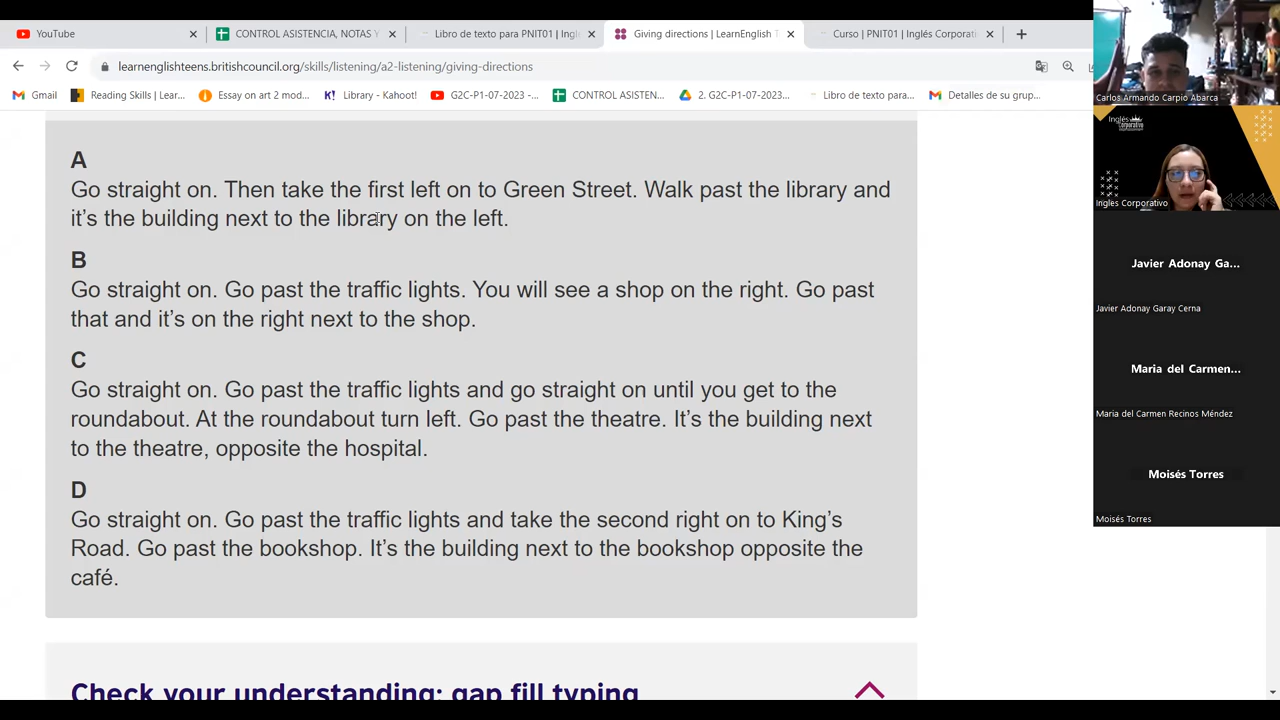 YouTube
CONTROL ASISTENCIA, NOTAS Y
Libro de texto para PNIT01 | Ingl
Giving directions | LearnEnglish T
Curso | PNIT01 | Inglés Corporati
learnenglishteens.britishcouncil.org/skills/listening/a2-listening/giving-directions
Gmail
Reading Skills | Lear...
Essay on art 2 mod...
Library - Kahoot!
G2C-P1-07-2023 -...
CONTROL ASISTEN...
2. G2C-P1-07-2023...
Libro de texto para...
Detalles de su grup...
A
Go straight on. Then take the first left on to Green Street. Walk past the library and
it's the building next to the library on the left.
B
Go straight on. Go past the traffic lights. You will see a shop on the right. Go past
that and it's on the right next to the shop.
C
Go straight on. Go past the traffic lights and go straight on until you get to the
roundabout. At the roundabout turn left. Go past the theatre. It's the building next
to the theatre, opposite the hospital.
D
Go straight on. Go past the traffic lights and take the second right on to King's
Road. Go past the bookshop. It's the building next to the bookshop opposite the
café.
Check your understanding: gap fill typing
Carlos Armando Carpio Abarca
Inglés
Corporativo
Ingles Corporativo
Javier Adonay Ga...
Javier Adonay Garay Cerna
Maria del Carmen...
Maria del Carmen Recinos Méndez
Moisés Torres
Moisés Torres